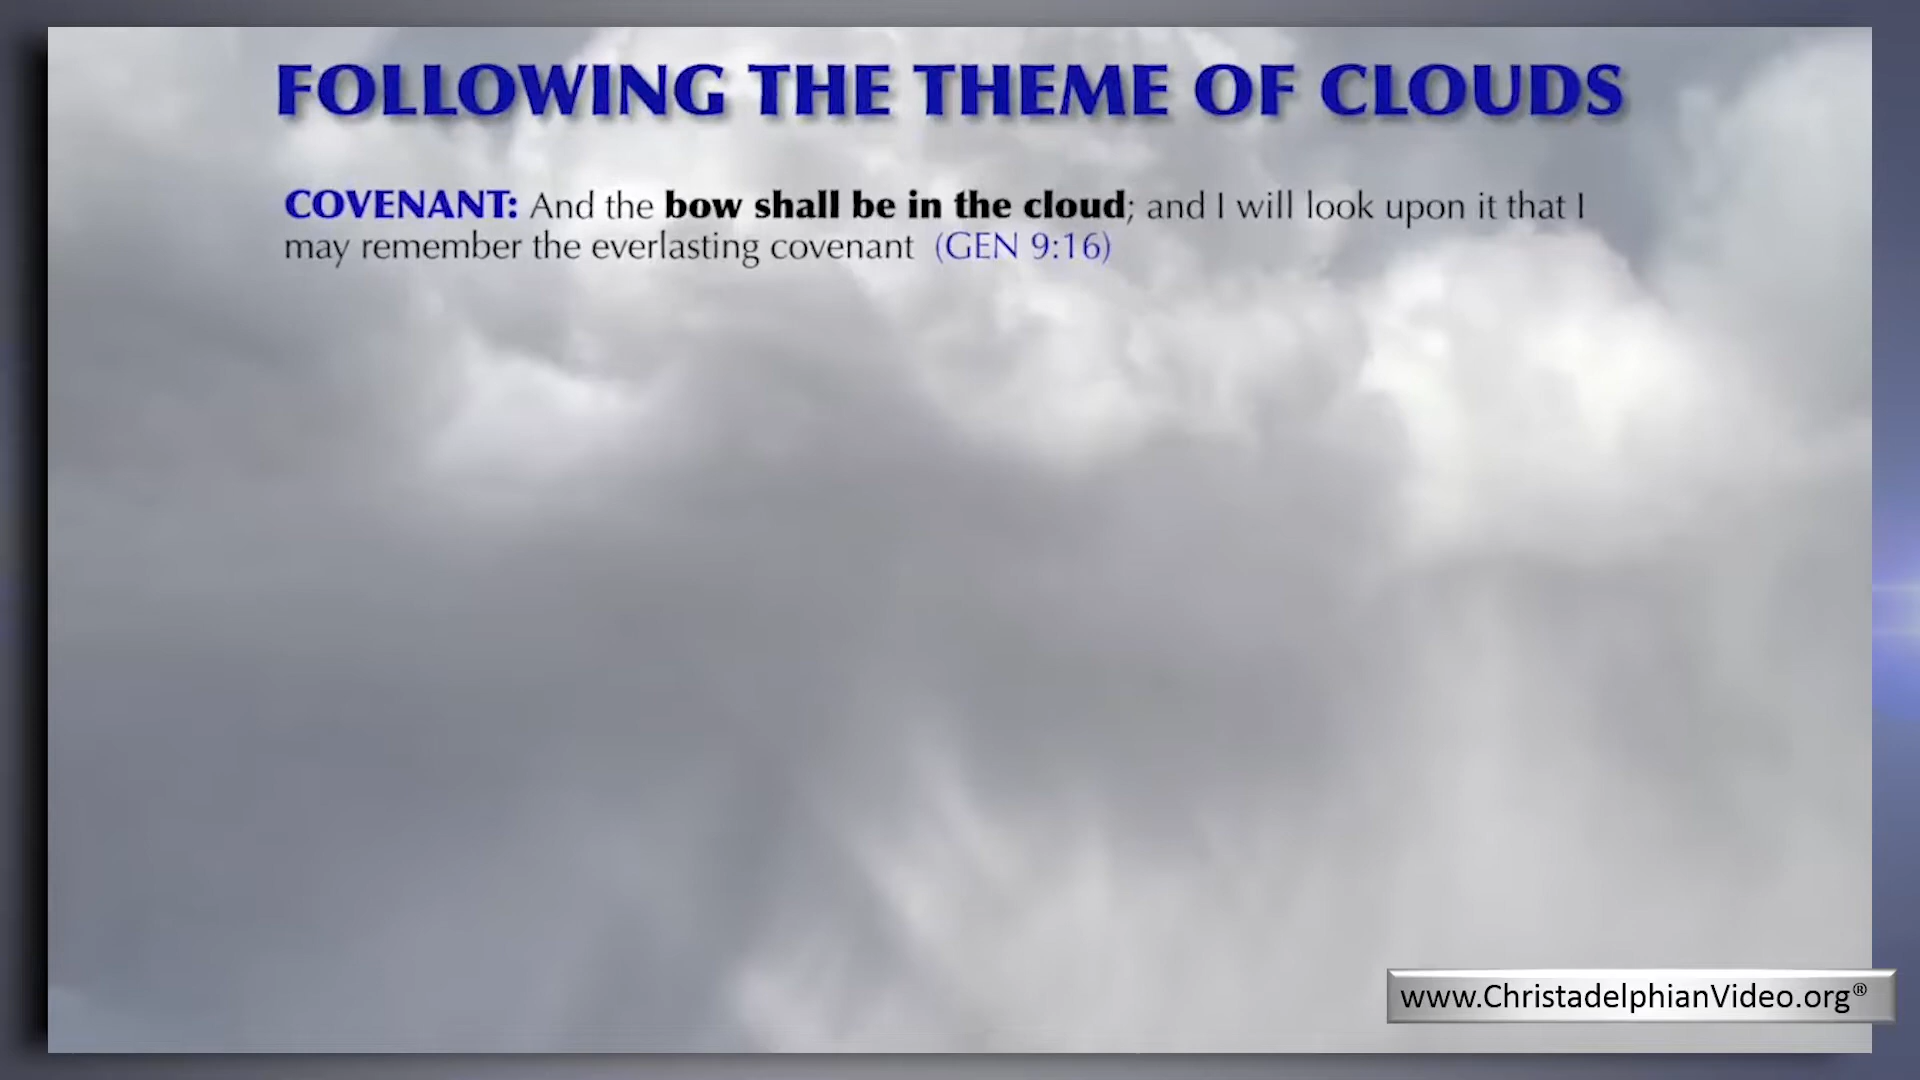 FOLLOWING THE THEME OF CLOUDS
COVENANT: And the bow shall be in the cloud; and I will look upon it that I
may remember the everlasting covenant (GEN 9:16)
www.ChristadelphianVideo.org®